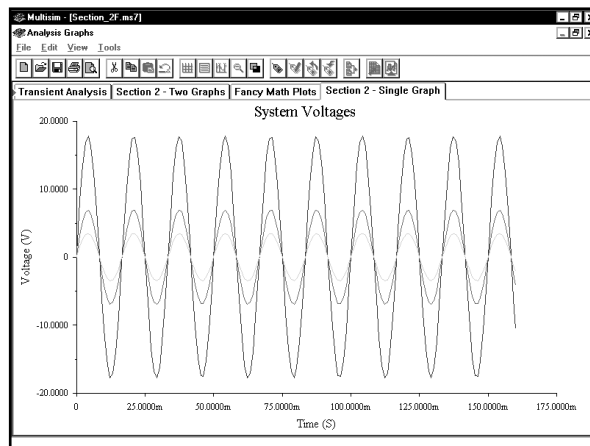 Multisim - [Section_2F.ms7]
Analysis Graphs
File Edit View Tools
Transient Analysis Section 2 - Two Graphs Fancy Math Plots Section 2 - Single Graph
System Voltages
20.0000
10.0000
0
-10.0000
-20.0000
Voltage (V)
0 25.0000m 50.0000m 75.0000m 100.0000m 125.0000m 150.0000m 175.0000m
Time (S)